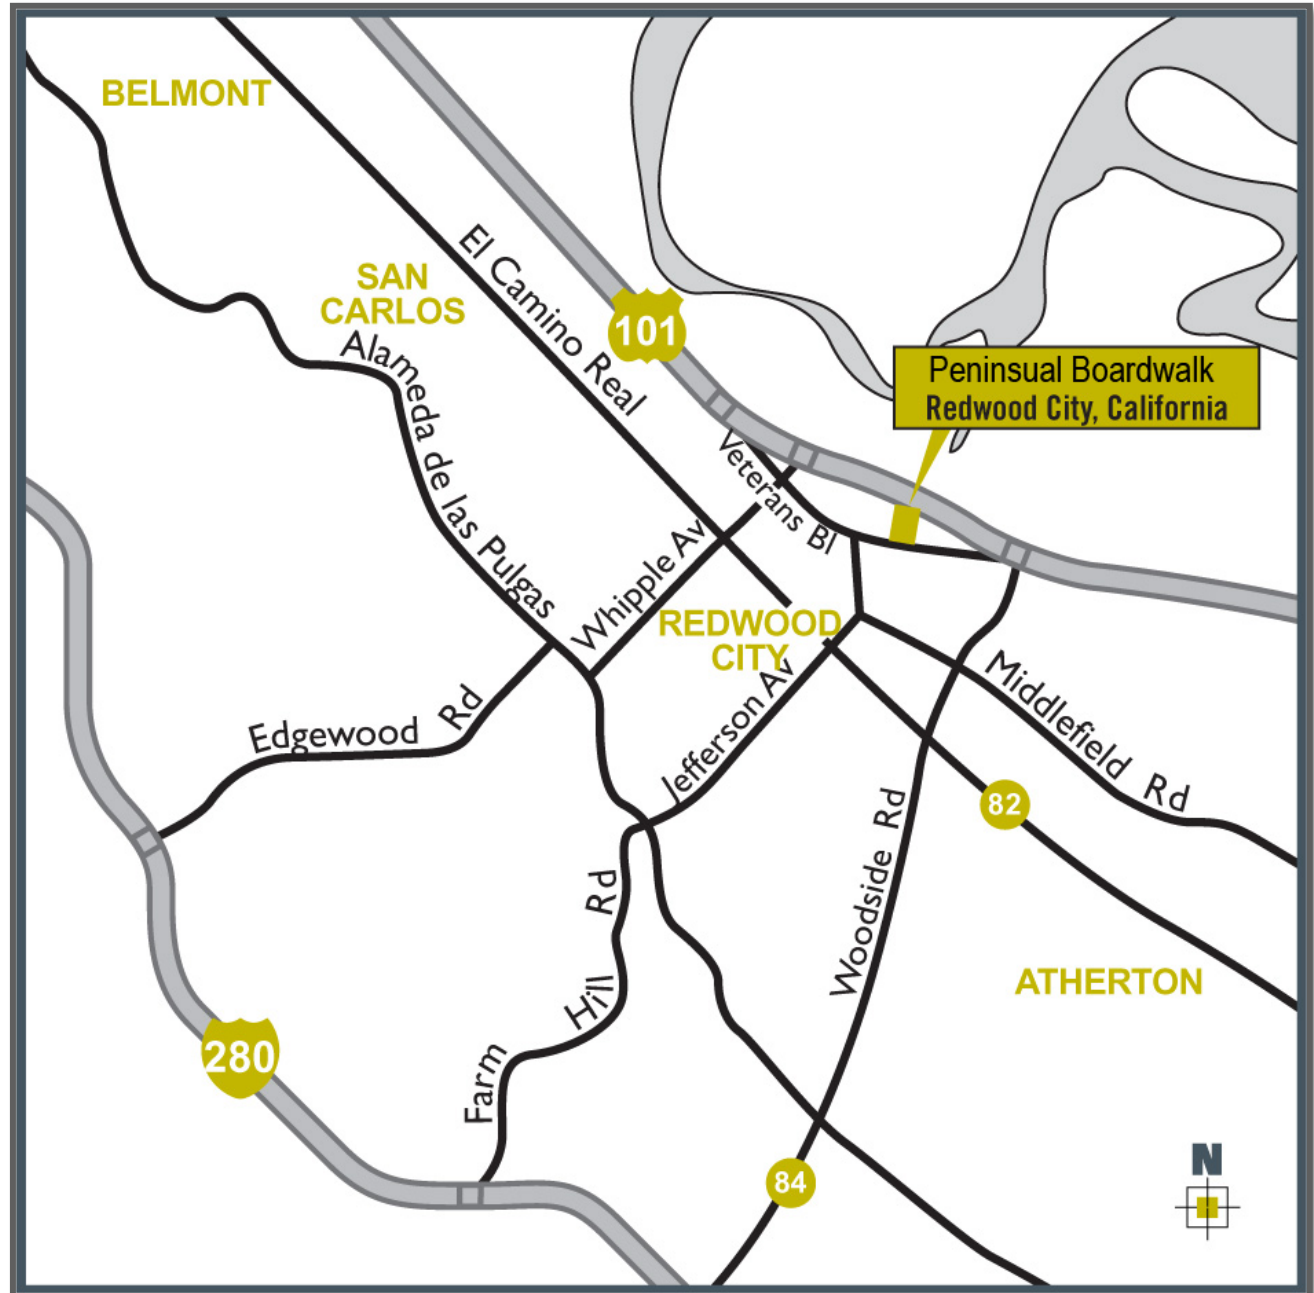 BELMONT
SAN
CARLOS
El Camino Real
101
Alameda de las Pulgas
Peninsual Boardwalk
Redwood City, California
Veterans Bl
Whipple Av
REDWOOD
CITY
Edgewood Rd
Jefferson Av
Middlefield Rd
82
Woodside Rd
Farm Hill Rd
ATHERTON
280
84
N